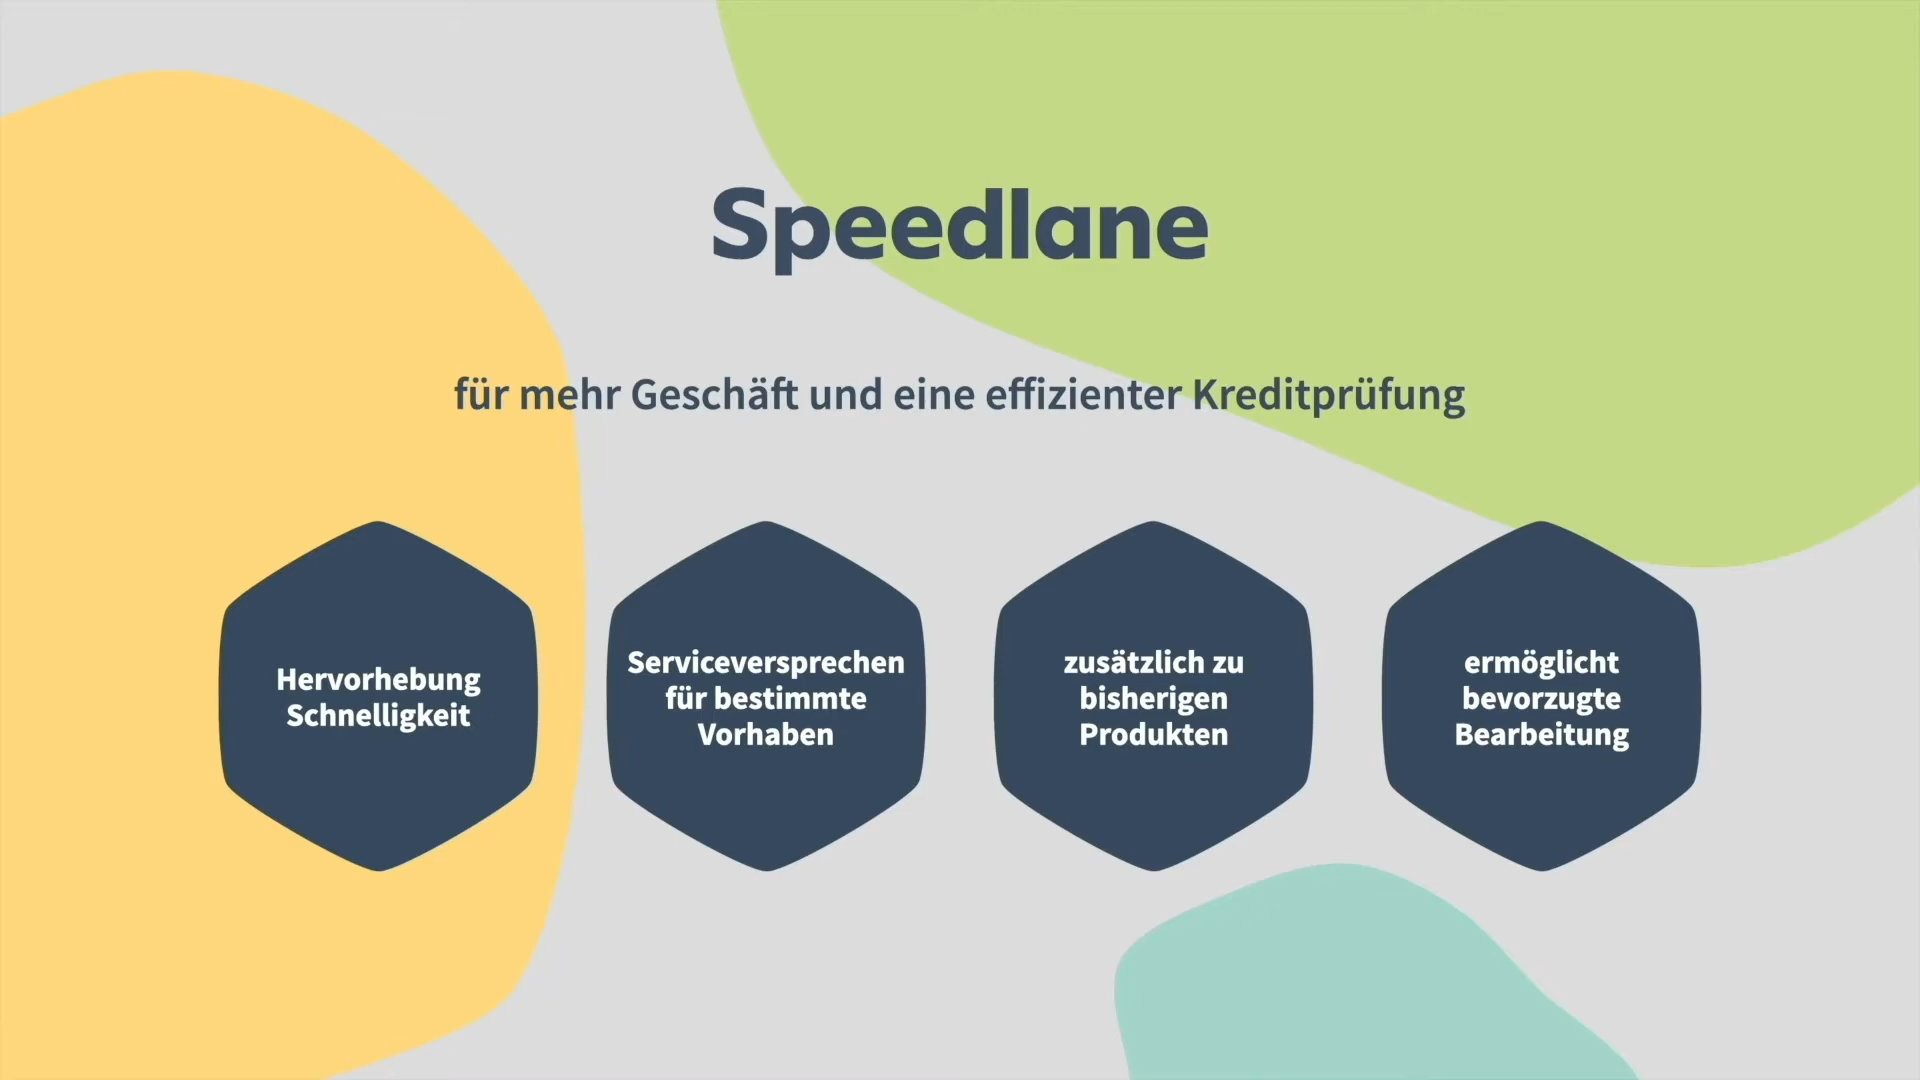 Speedlane
für mehr Geschäft und eine effizienter Kreditprüfung
Hervorhebung
Schnelligkeit
Serviceversprechen
für bestimmte
Vorhaben
zusätzlich zu
bisherigen
Produkten
ermöglicht
bevorzugte
Bearbeitung